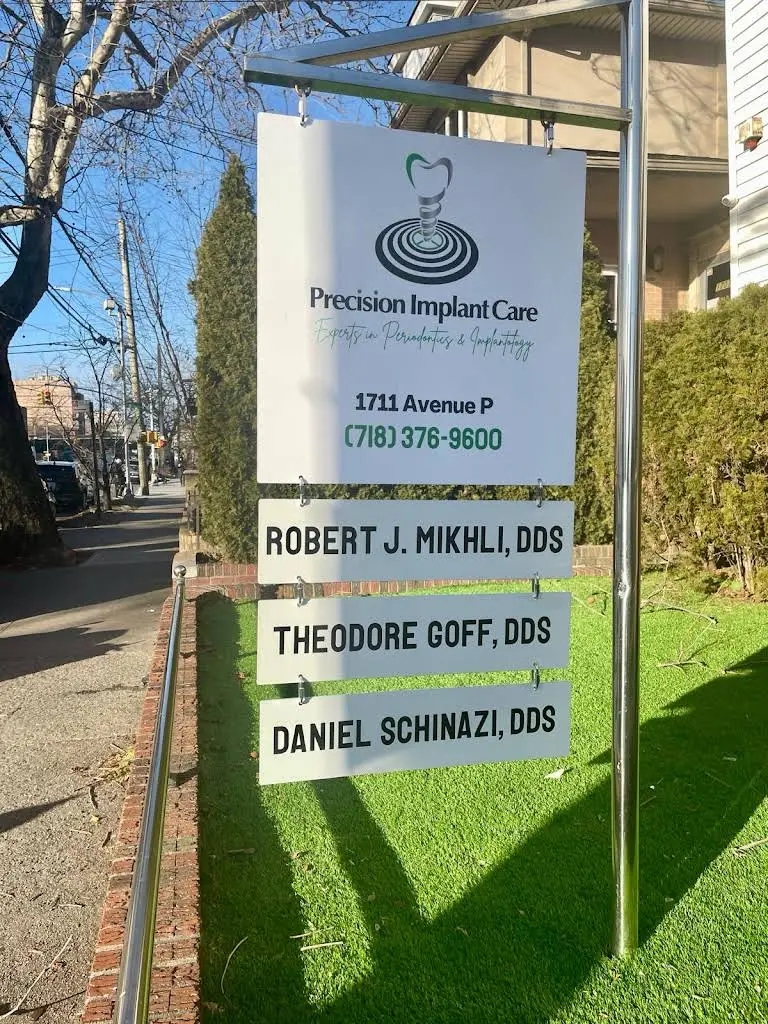 Precision Implant Care
Experts in Periodontics & Implantology
1711 Avenue P
(718) 376-9600
ROBERT J. MIKHLI, DDS
THEODORE GOFF, DDS
DANIEL SCHINAZI, DDS